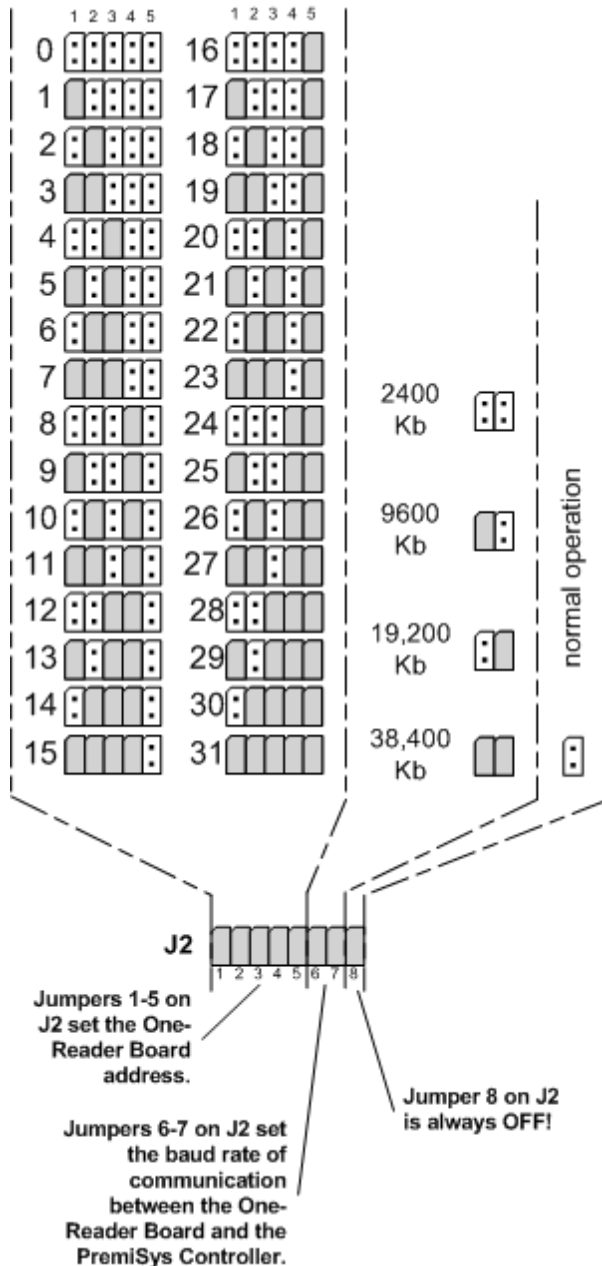 1 2 3 4 5 1 2 3 4 5
0 16
1 17
2 18
3 19
4 20
5 21
6 22
7 23
8 24
9 25
10 26
11 27
12 28
13 29
14 30
15 31
2400
Kb
9600
Kb
19,200
Kb
38,400
Kb
normal operation
J2
1 2 3 4 5 6 7 8
Jumpers 1-5 on
J2 set the One-
Reader Board
address.
Jumpers 6-7 on J2 set
the baud rate of
communication
between the One-
Reader Board and the
PremiSys Controller.
Jumper 8 on J2
is always OFF!